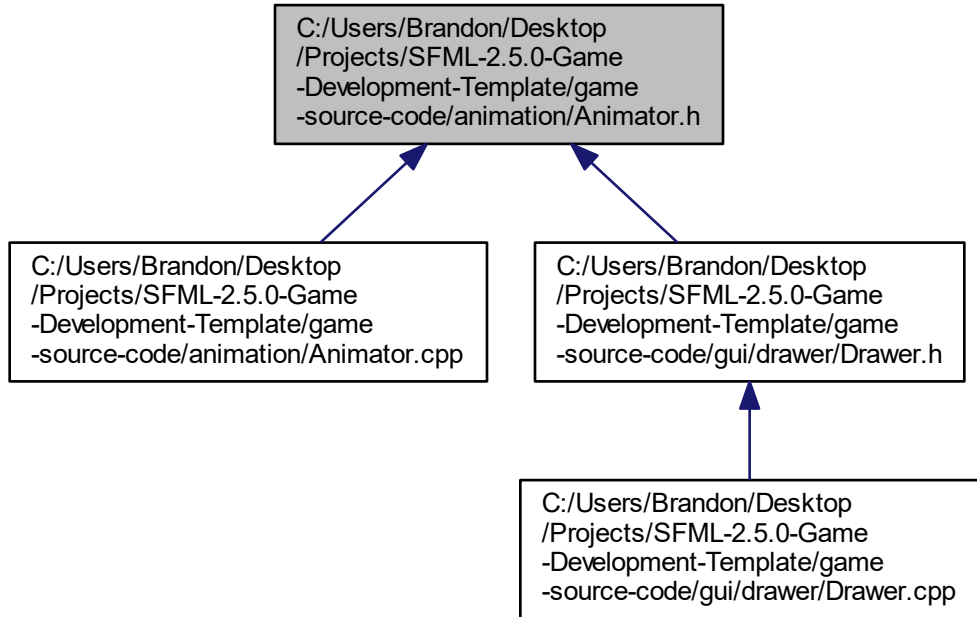 C:/Users/Brandon/Desktop
/Projects/SFML-2.5.0-Game
-Development-Template/game
-source-code/animation/Animator.h
C:/Users/Brandon/Desktop
/Projects/SFML-2.5.0-Game
-Development-Template/game
-source-code/animation/Animator.cpp
C:/Users/Brandon/Desktop
/Projects/SFML-2.5.0-Game
-Development-Template/game
-source-code/gui/drawer/Drawer.h
C:/Users/Brandon/Desktop
/Projects/SFML-2.5.0-Game
-Development-Template/game
-source-code/gui/drawer/Drawer.cpp